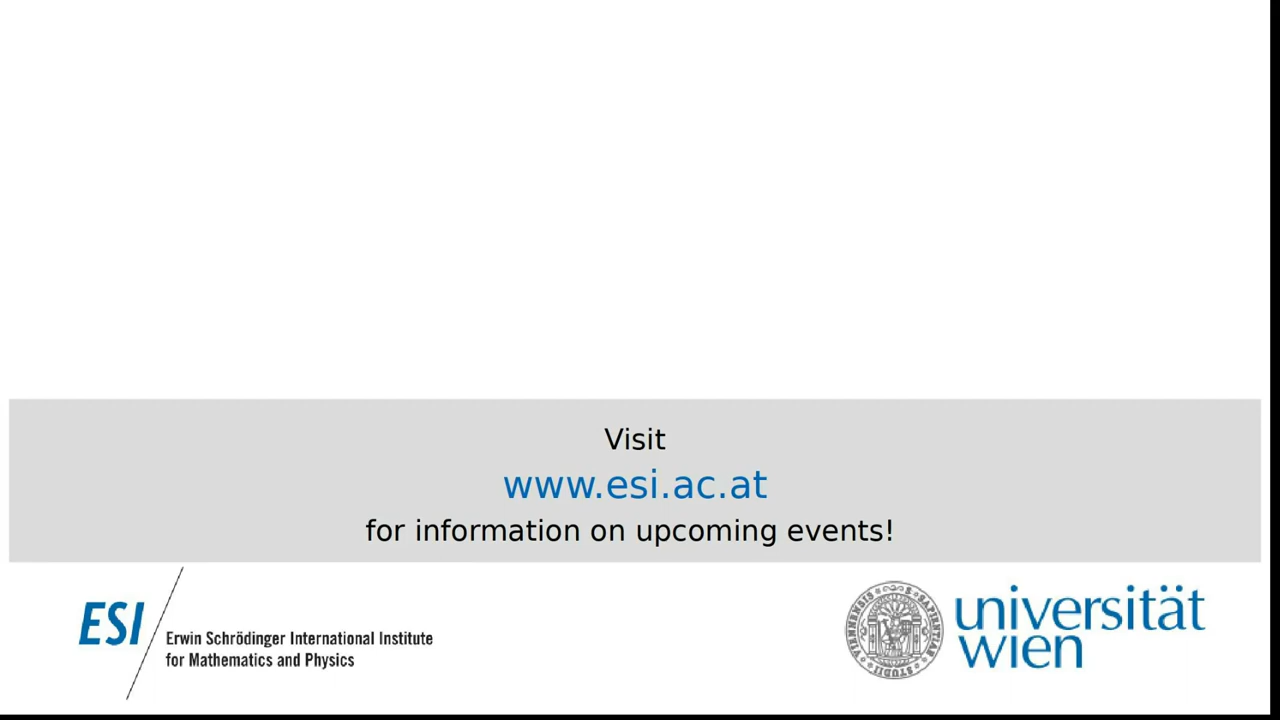 Visit
www.esi.ac.at
for information on upcoming events!
ESI
Erwin Schrödinger International Institute
for Mathematics and Physics
universität
wien